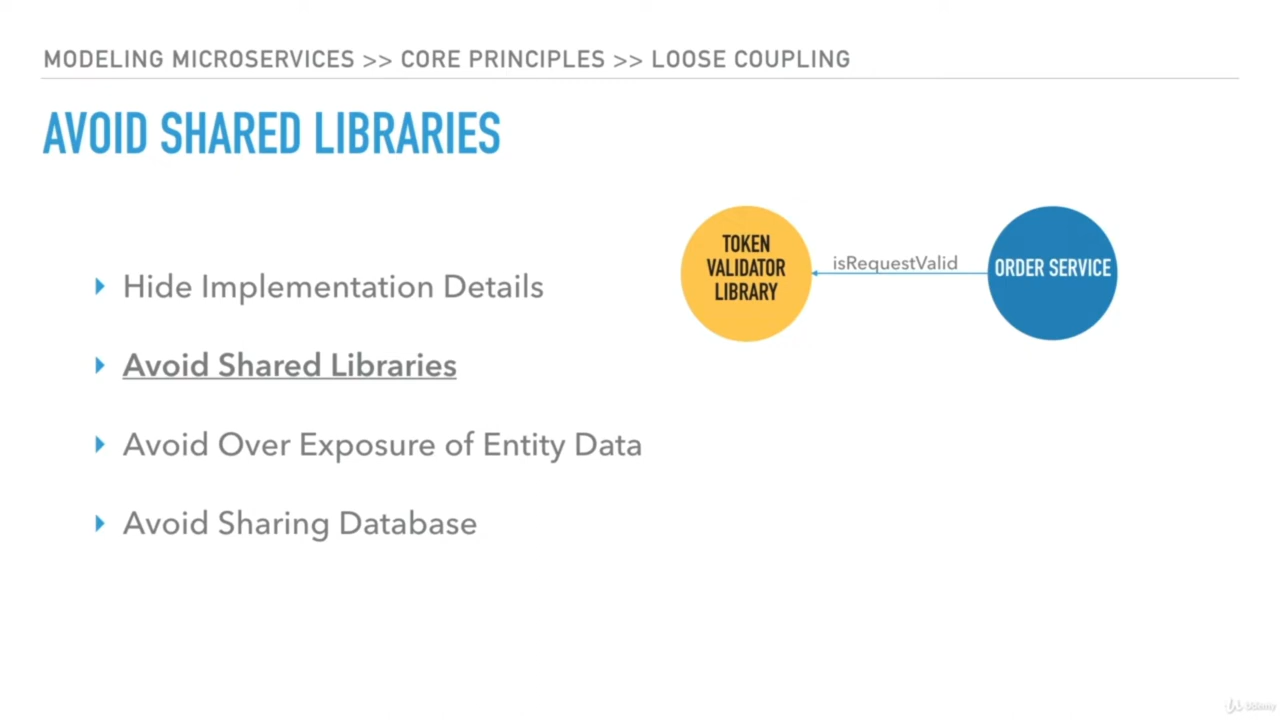 MODELING MICROSERVICES >> CORE PRINCIPLES >> LOOSE COUPLING
AVOID SHARED LIBRARIES
Hide Implementation Details
Avoid Shared Libraries
Avoid Over Exposure of Entity Data
Avoid Sharing Database
TOKEN
VALIDATOR
LIBRARY
isRequestValid
ORDER SERVICE
Udemy